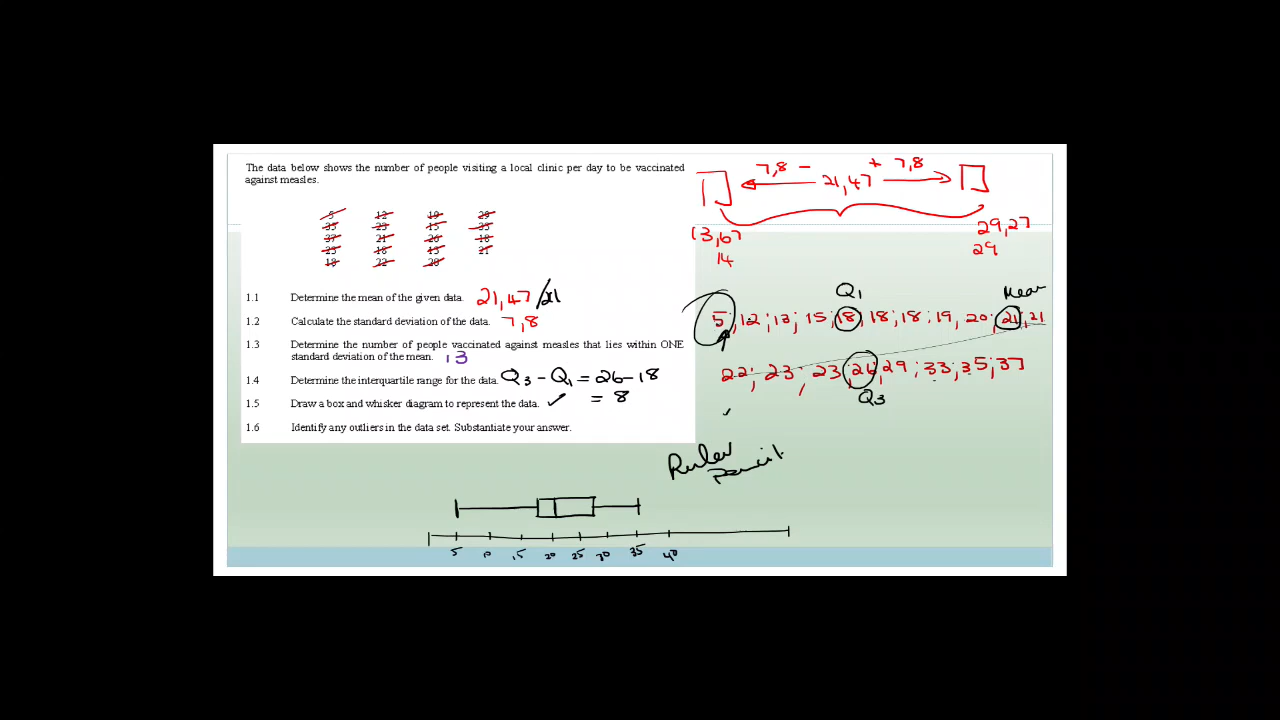 The data below shows the number of people visiting a local clinic per day to be vaccinated
against measles.
5 12 19 29
35 23 15 33
37 21 26 18
23 18 13 21
18 22 20
1.1 Determine the mean of the given data. 21,47 /21
1.2 Calculate the standard deviation of the data. 7,8
1.3 Determine the number of people vaccinated against measles that lies within ONE
standard deviation of the mean. 13
1.4 Determine the interquartile range for the data. Q3 - Q1 = 26 - 18
= 8
1.5 Draw a box and whisker diagram to represent the data.
1.6 Identify any outliers in the data set. Substantiate your answer.
7,8 - + 7,8
21,47
13,67 29,27
14 29
Q1
5; 12; 13; 15; 18; 18; 18; 19, 20; 21; 21
22; 23; 23; 26; 29; 33; 35; 37
Q3
Ruler
Pencil
5 10 15 20 25 30 35 40